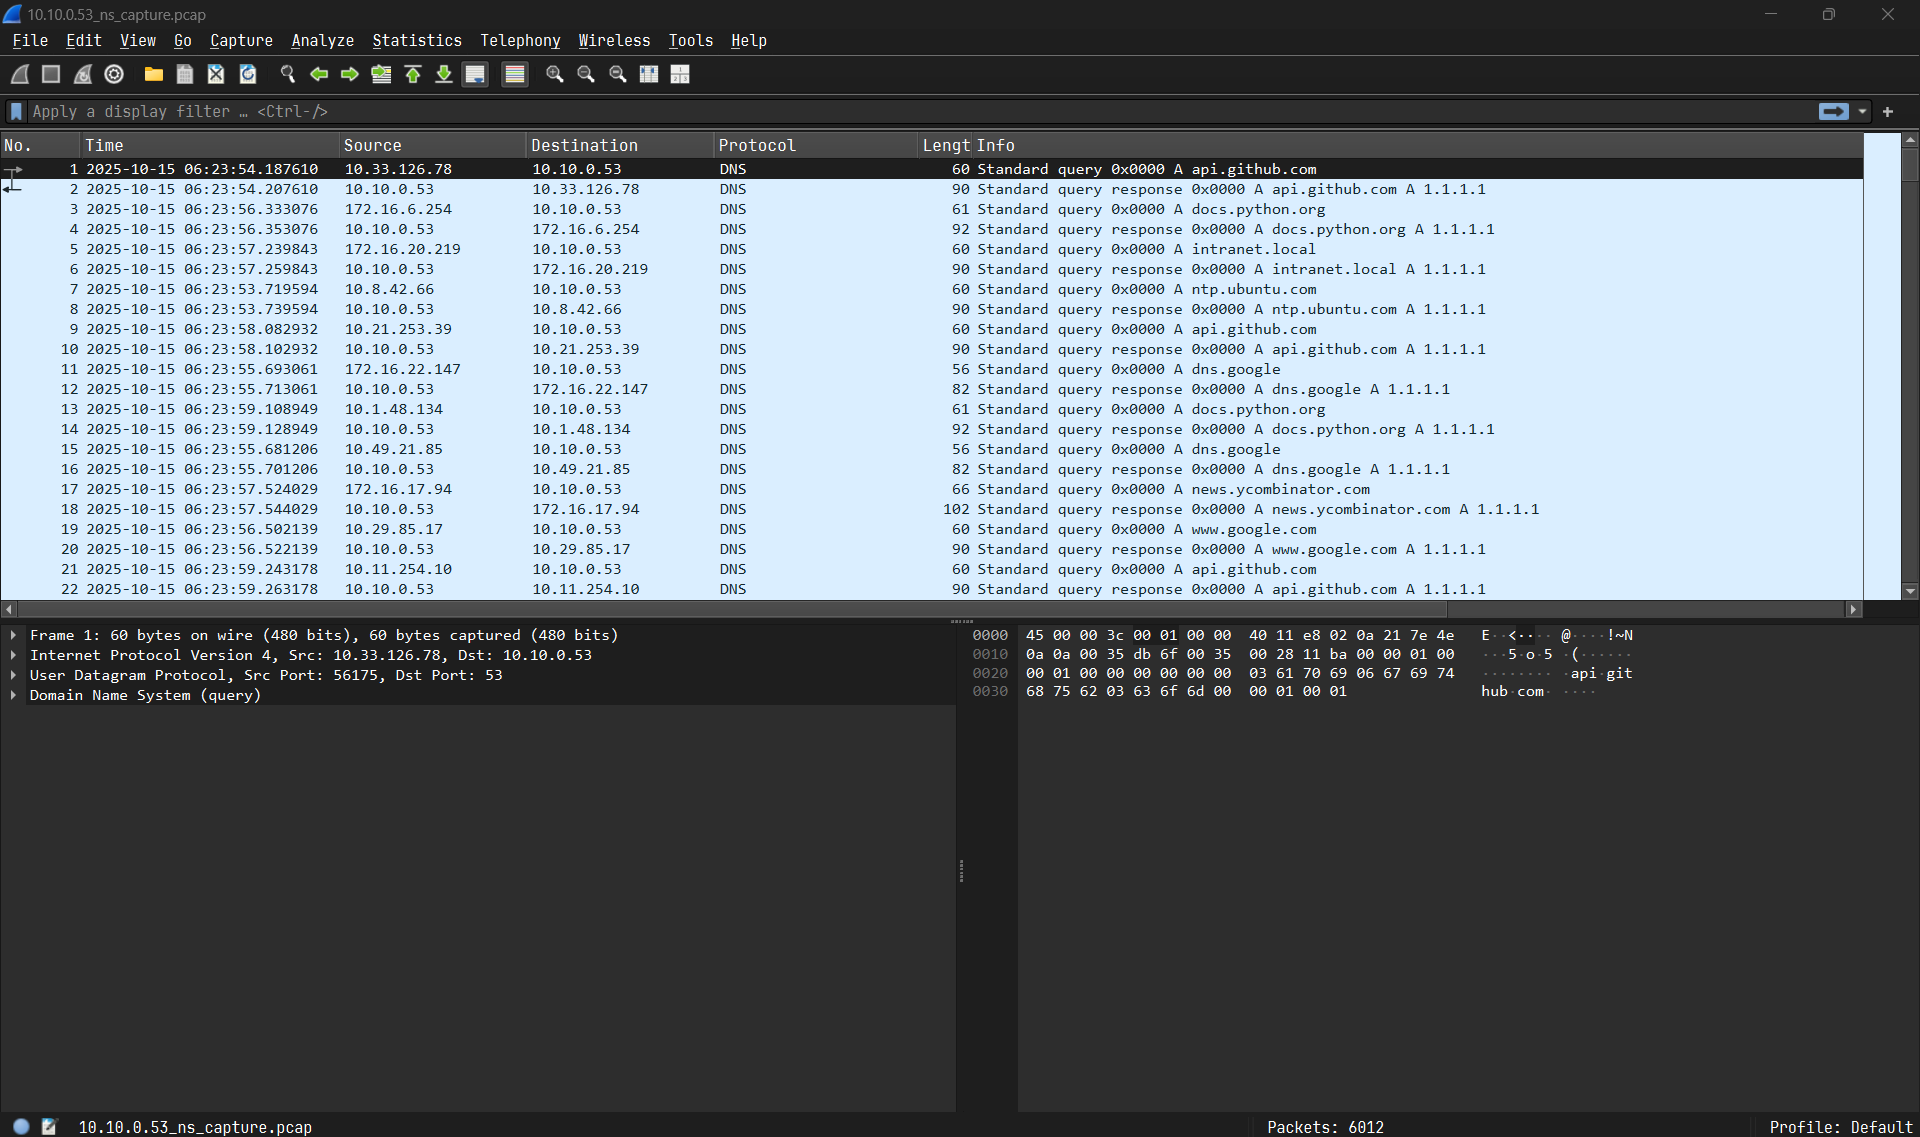 10.10.0.53_ns_capture.pcap
File Edit View Go Capture Analyze Statistics Telephony Wireless Tools Help
Apply a display filter … <Ctrl-/>
No. Time Source Destination Protocol Lengt Info
1 2025-10-15 06:23:54.187610 10.33.126.78 10.10.0.53 DNS 60 Standard query 0x0000 A api.github.com
2 2025-10-15 06:23:54.207610 10.10.0.53 10.33.126.78 DNS 90 Standard query response 0x0000 A api.github.com A 1.1.1.1
3 2025-10-15 06:23:56.333076 172.16.6.254 10.10.0.53 DNS 61 Standard query 0x0000 A docs.python.org
4 2025-10-15 06:23:56.353076 10.10.0.53 172.16.6.254 DNS 92 Standard query response 0x0000 A docs.python.org A 1.1.1.1
5 2025-10-15 06:23:57.239843 172.16.20.219 10.10.0.53 DNS 60 Standard query 0x0000 A intranet.local
6 2025-10-15 06:23:57.259843 10.10.0.53 172.16.20.219 DNS 90 Standard query response 0x0000 A intranet.local A 1.1.1.1
7 2025-10-15 06:23:53.719594 10.8.42.66 10.10.0.53 DNS 60 Standard query 0x0000 A ntp.ubuntu.com
8 2025-10-15 06:23:53.739594 10.10.0.53 10.8.42.66 DNS 90 Standard query response 0x0000 A ntp.ubuntu.com A 1.1.1.1
9 2025-10-15 06:23:58.082932 10.21.253.39 10.10.0.53 DNS 60 Standard query 0x0000 A api.github.com
10 2025-10-15 06:23:58.102932 10.10.0.53 10.21.253.39 DNS 90 Standard query response 0x0000 A api.github.com A 1.1.1.1
11 2025-10-15 06:23:55.693061 172.16.22.147 10.10.0.53 DNS 56 Standard query 0x0000 A dns.google
12 2025-10-15 06:23:55.713061 10.10.0.53 172.16.22.147 DNS 82 Standard query response 0x0000 A dns.google A 1.1.1.1
13 2025-10-15 06:23:59.108949 10.1.48.134 10.10.0.53 DNS 61 Standard query 0x0000 A docs.python.org
14 2025-10-15 06:23:59.128949 10.10.0.53 10.1.48.134 DNS 92 Standard query response 0x0000 A docs.python.org A 1.1.1.1
15 2025-10-15 06:23:55.681206 10.49.21.85 10.10.0.53 DNS 56 Standard query 0x0000 A dns.google
16 2025-10-15 06:23:55.701206 10.10.0.53 10.49.21.85 DNS 82 Standard query response 0x0000 A dns.google A 1.1.1.1
17 2025-10-15 06:23:57.524029 172.16.17.94 10.10.0.53 DNS 66 Standard query 0x0000 A news.ycombinator.com
18 2025-10-15 06:23:57.544029 10.10.0.53 172.16.17.94 DNS 102 Standard query response 0x0000 A news.ycombinator.com A 1.1.1.1
19 2025-10-15 06:23:56.502139 10.29.85.17 10.10.0.53 DNS 60 Standard query 0x0000 A www.google.com
20 2025-10-15 06:23:56.522139 10.10.0.53 10.29.85.17 DNS 90 Standard query response 0x0000 A www.google.com A 1.1.1.1
21 2025-10-15 06:23:59.243178 10.11.254.10 10.10.0.53 DNS 60 Standard query 0x0000 A api.github.com
22 2025-10-15 06:23:59.263178 10.10.0.53 10.11.254.10 DNS 90 Standard query response 0x0000 A api.github.com A 1.1.1.1
Frame 1: 60 bytes on wire (480 bits), 60 bytes captured (480 bits)
Internet Protocol Version 4, Src: 10.33.126.78, Dst: 10.10.0.53
User Datagram Protocol, Src Port: 56175, Dst Port: 53
Domain Name System (query)
0000 45 00 00 3c 00 01 00 00 40 11 e8 02 0a 21 7e 4e E··<···· @····!~N
0010 0a 0a 00 35 db 6f 00 35 00 28 11 ba 00 00 01 00 ···5·o·5 ·(······
0020 00 01 00 00 00 00 00 00 03 61 70 69 06 67 69 74 ········ ·api·git
0030 68 75 62 03 63 6f 6d 00 00 01 00 01 hub·com· ····
10.10.0.53_ns_capture.pcap
Packets: 6012
Profile: Default